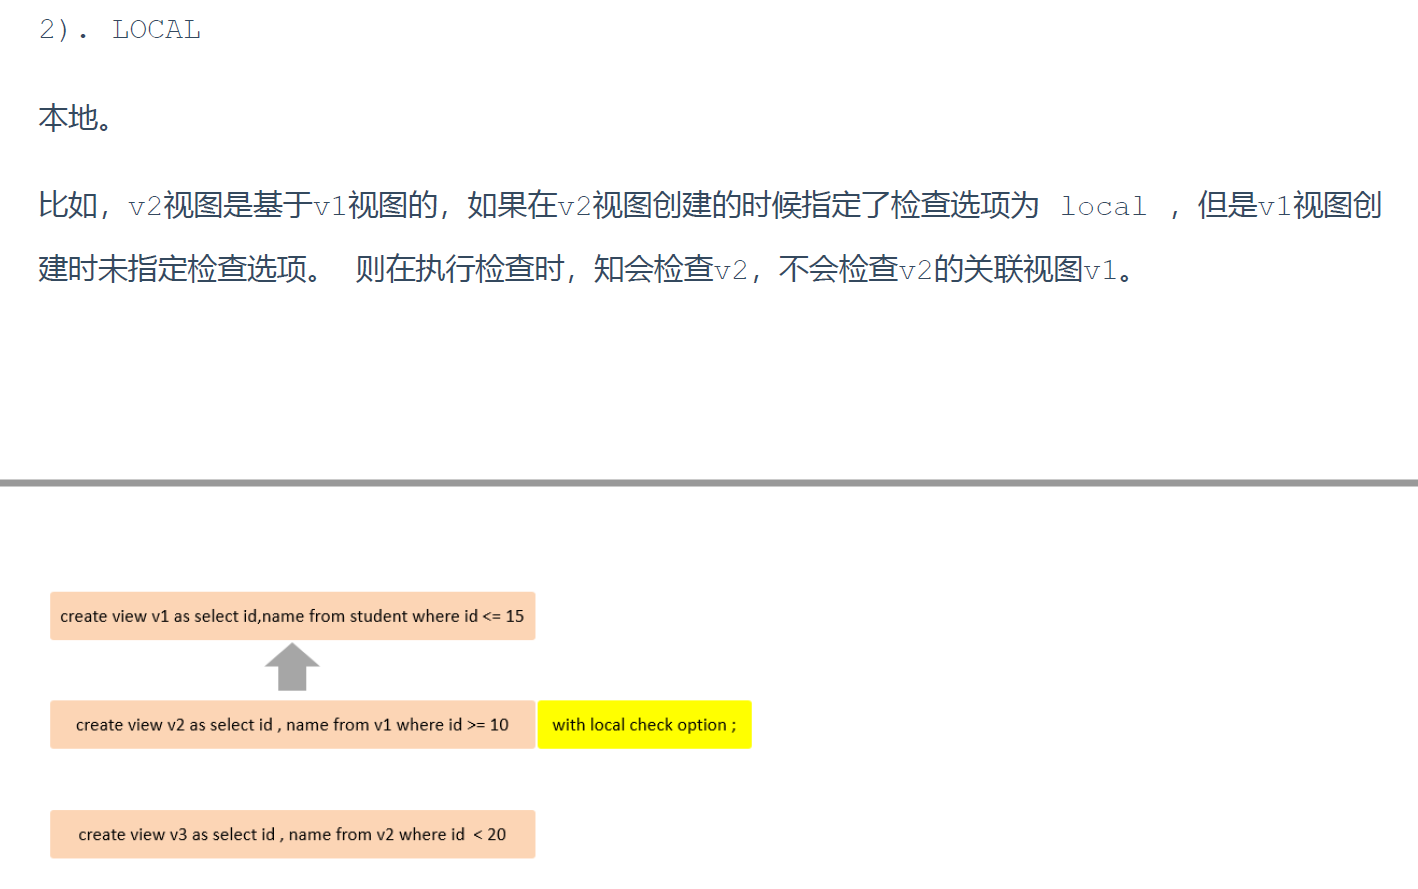 2). LOCAL
本地。
比如，v2视图是基于v1视图的，如果在v2视图创建的时候指定了检查选项为 local ，但是v1视图创
建时未指定检查选项。 则在执行检查时，知会检查v2，不会检查v2的关联视图v1。
create view v1 as select id,name from student where id <= 15
create view v2 as select id , name from v1 where id >= 10 with local check option ;
create view v3 as select id , name from v2 where id < 20